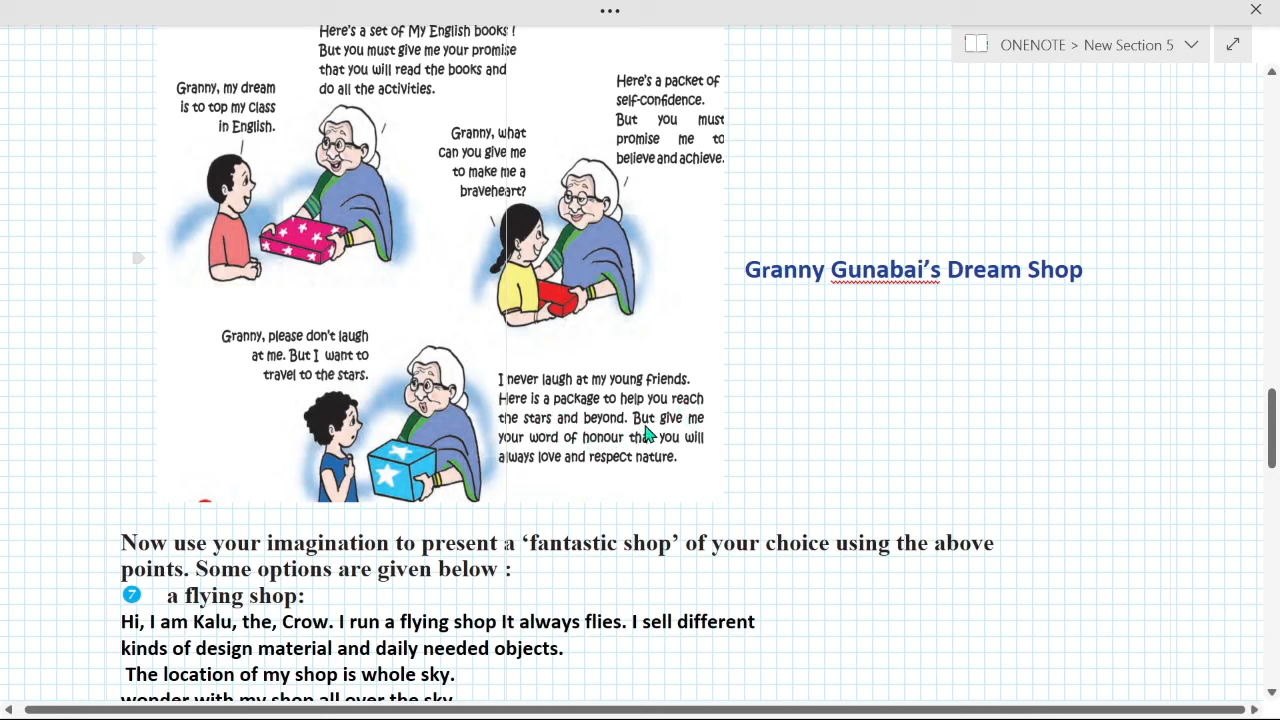 ONENOTE > New Section 5
Here's a set of My English books !
But you must give me your promise
that you will read the books and
do all the activities.
Granny, my dream
is to top my class
in English.
Here's a packet of
self-confidence.
But you must
promise me to
believe and achieve.
Granny, what
can you give me
to make me a
braveheart?
Granny Gunabai's Dream Shop
Granny, please don't laugh
at me. But I want to
travel to the stars.
I never laugh at my young friends.
Here is a package to help you reach
the stars and beyond. But give me
your word of honour that you will
always love and respect nature.
Now use your imagination to present a ‘fantastic shop’ of your choice using the above
points. Some options are given below :
7 a flying shop:
Hi, I am Kalu, the, Crow. I run a flying shop It always flies. I sell different
kinds of design material and daily needed objects.
The location of my shop is whole sky.
wonder with my shop all over the sky